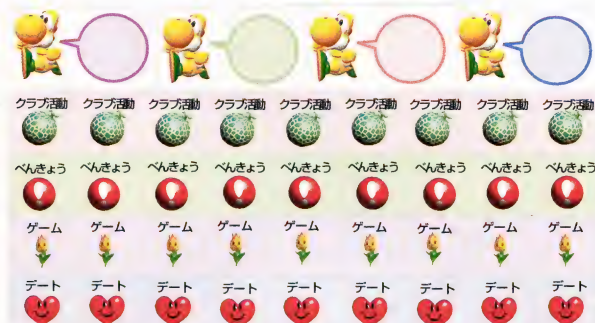 クラブ活動 クラブ活動 クラブ活動 クラブ活動 クラブ活動 クラブ活動 クラブ活動 クラブ活動 クラブ活動
べんきょう べんきょう べんきょう べんきょう べんきょう べんきょう べんきょう べんきょう べんきょう
ゲーム ゲーム ゲーム ゲーム ゲーム ゲーム ゲーム ゲーム ゲーム
デート デート デート デート デート デート デート デート デート